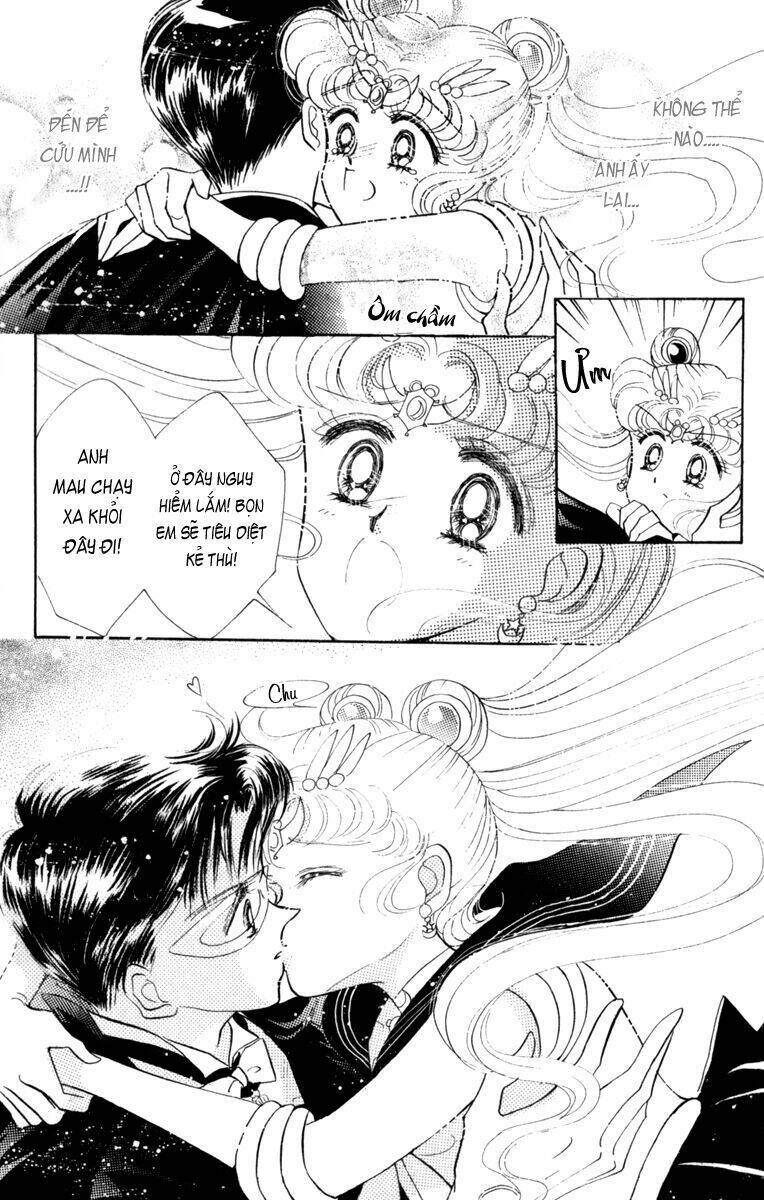 KHÔNG THỂ
NÀO....
ANH ẤY
LẠI...
ĐẾN ĐỂ
CỨU MÌNH
....!!
Ôm chầm
Ưm
Ở ĐÂY NGUY
HIỂM LẮM! BỌN
EM SẼ TIÊU DIỆT
KẺ THÙ!
ANH
MAU CHẠY
XA KHỎI
ĐÂY ĐI!
Chu